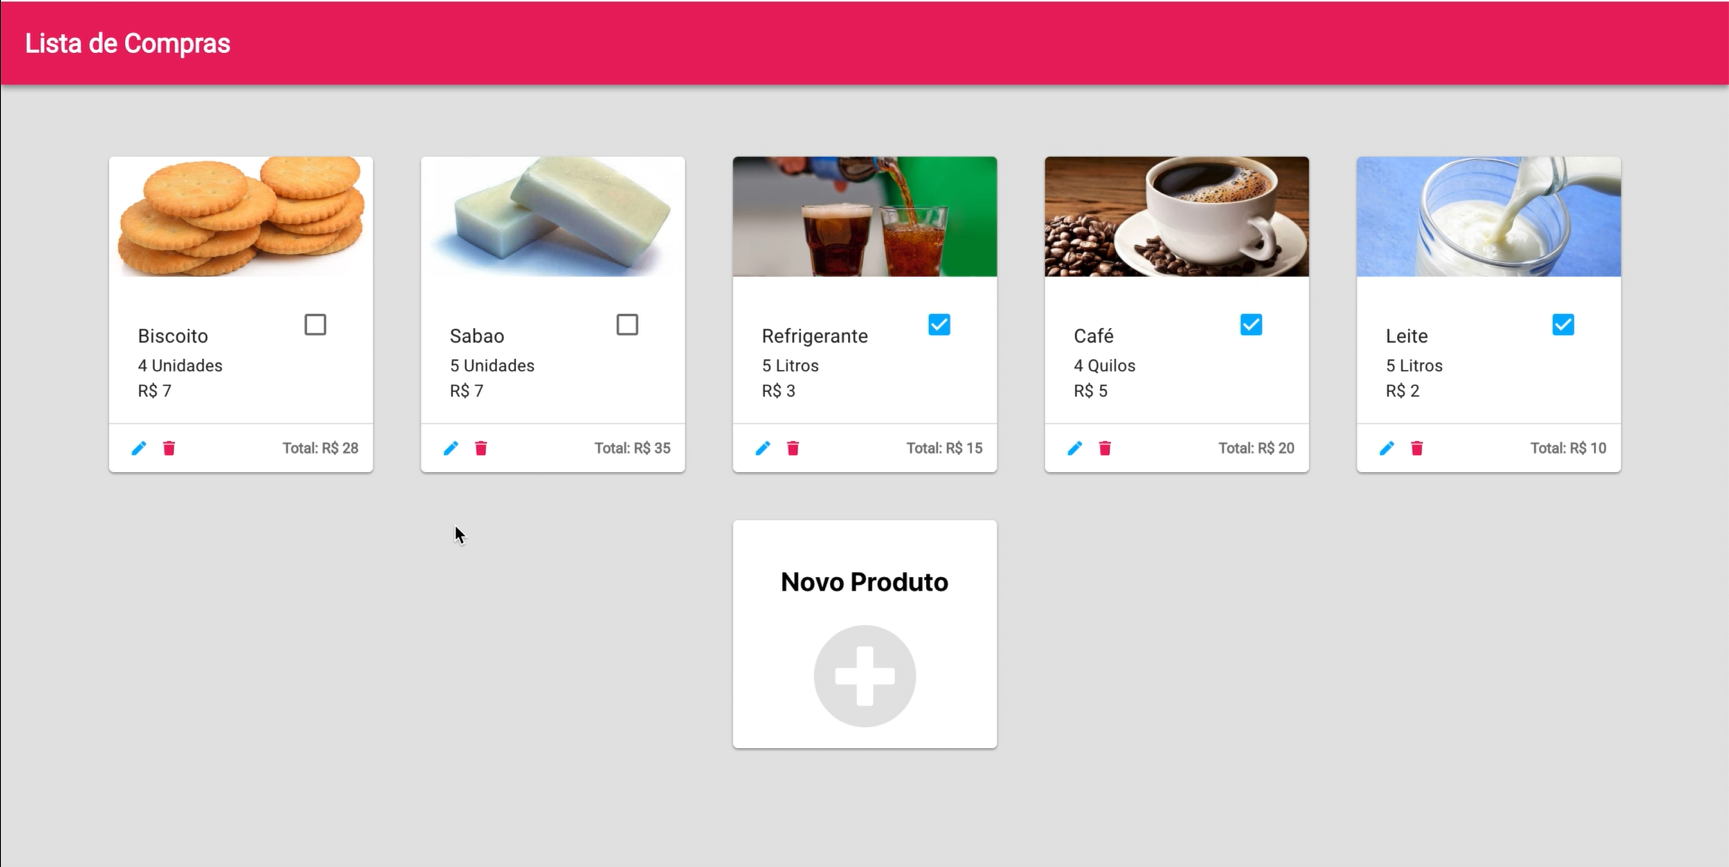 Lista de Compras
Biscoito
4 Unidades
R$ 7
Total: R$ 28
Sabao
5 Unidades
R$ 7
Total: R$ 35
Refrigerante
5 Litros
R$ 3
Total: R$ 15
Café
4 Quilos
R$ 5
Total: R$ 20
Leite
5 Litros
R$ 2
Total: R$ 10
Novo Produto